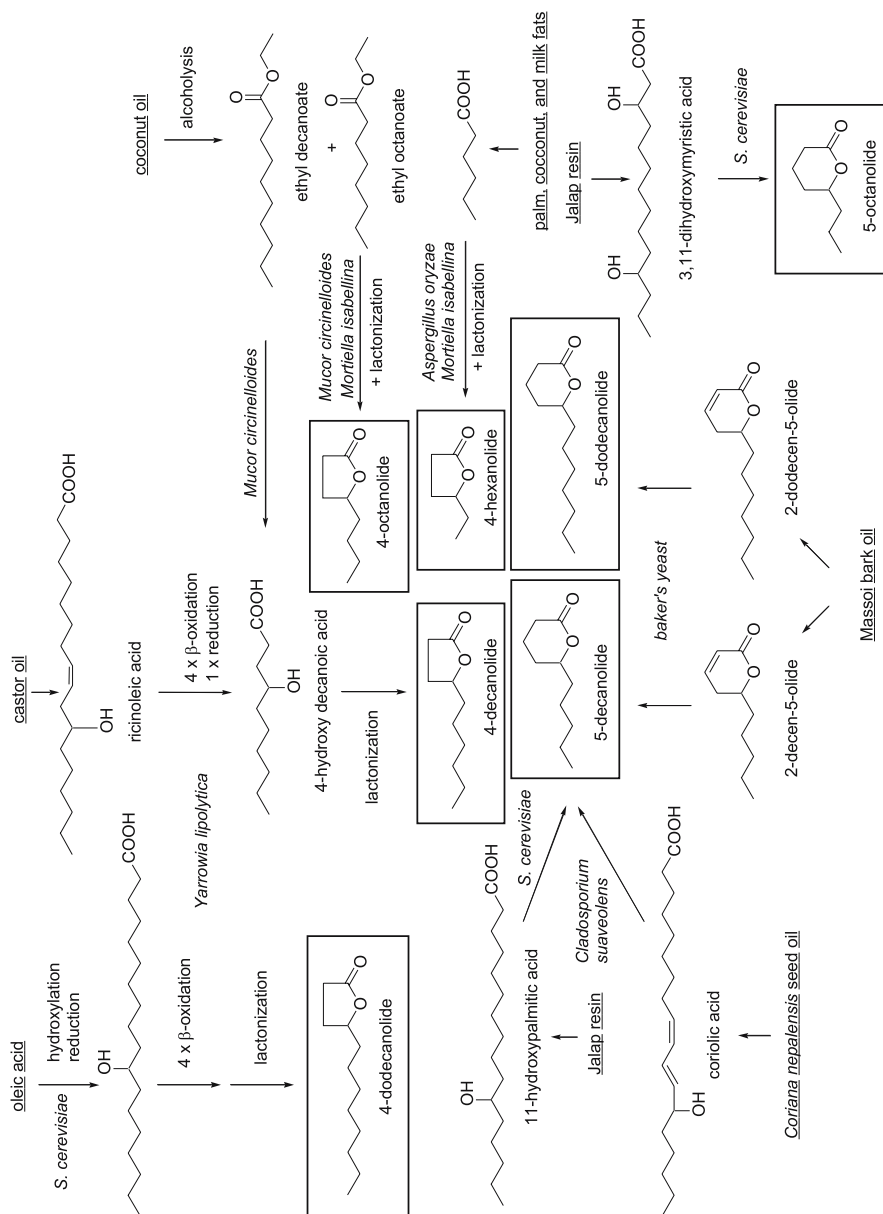 oleic acid
S. cerevisiae
hydroxylation
reduction
OH
COOH
4 x β-oxidation
lactonization
O
O
4-dodecanolide
castor oil
OH
COOH
ricinoleic acid
Yarrowia lipolytica
4 x β-oxidation
1 x reduction
COOH
OH
4-hydroxy decanoic acid
lactonization
O
O
4-decanolide
coconut oil
alcoholysis
O
O
ethyl decanoate
+
O
O
ethyl octanoate
Mucor circinelloides
Mucor circinelloides
Mortiella isabellina
+ lactonization
O
O
4-octanolide
COOH
palm, cocconut, and milk fats
Aspergillus oryzae
Mortiella isabellina
+ lactonization
O
O
4-hexanolide
Jalap resin
OH
OH
COOH
3,11-dihydroxymyristic acid
S. cerevisiae
O
O
5-octanolide
OH
COOH
11-hydroxypalmitic acid
Jalap resin
S. cerevisiae
Cladosporium
suaveolens
OH
COOH
coriolic acid
Coriana nepalensis seed oil
O
O
5-decanolide
O
O
5-dodecanolide
baker's yeast
O
O
2-decen-5-olide
O
O
2-dodecen-5-olide
Massoi bark oil